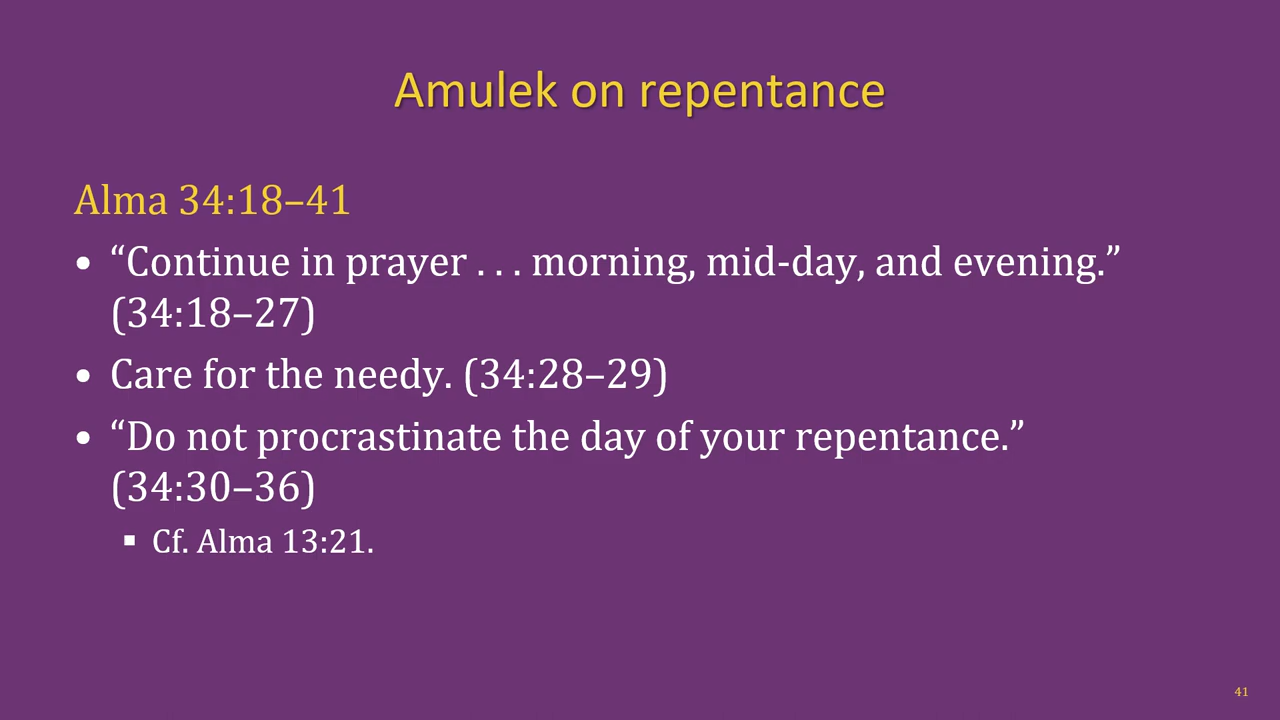 Amulek on repentance
Alma 34:18–41
• “Continue in prayer . . . morning, mid-day, and evening.”
(34:18–27)
• Care for the needy. (34:28–29)
• “Do not procrastinate the day of your repentance.”
(34:30–36)
▪ Cf. Alma 13:21.
41